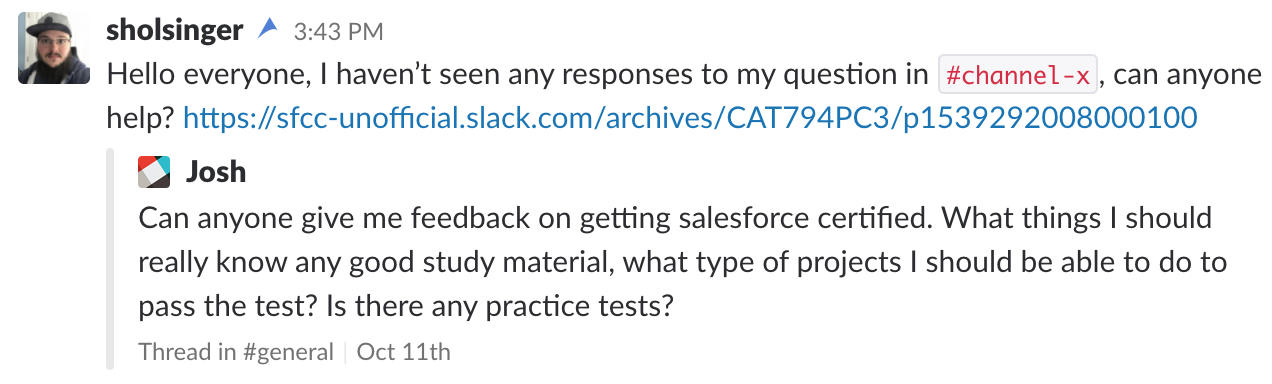 sholsinger 3:43 PM
Hello everyone, I haven't seen any responses to my question in #channel-x, can anyone
help? https://sfcc-unofficial.slack.com/archives/CAT794PC3/p1539292008000100
Josh
Can anyone give me feedback on getting salesforce certified. What things I should
really know any good study material, what type of projects I should be able to do to
pass the test? Is there any practice tests?
Thread in #general | Oct 11th